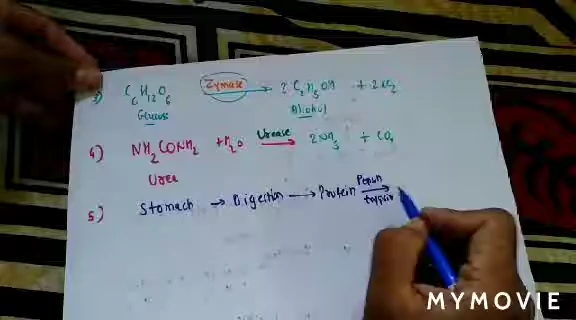 3) C6H12O6 Zymase → 2C2H5OH + 2CO2
Glucose Alcohol
4) NH2CONH2 + H2O Urease → 2NH3 + CO2
Urea
5) Stomach → Digestion → Protein Pepsin → trypsin
MYMOVIE